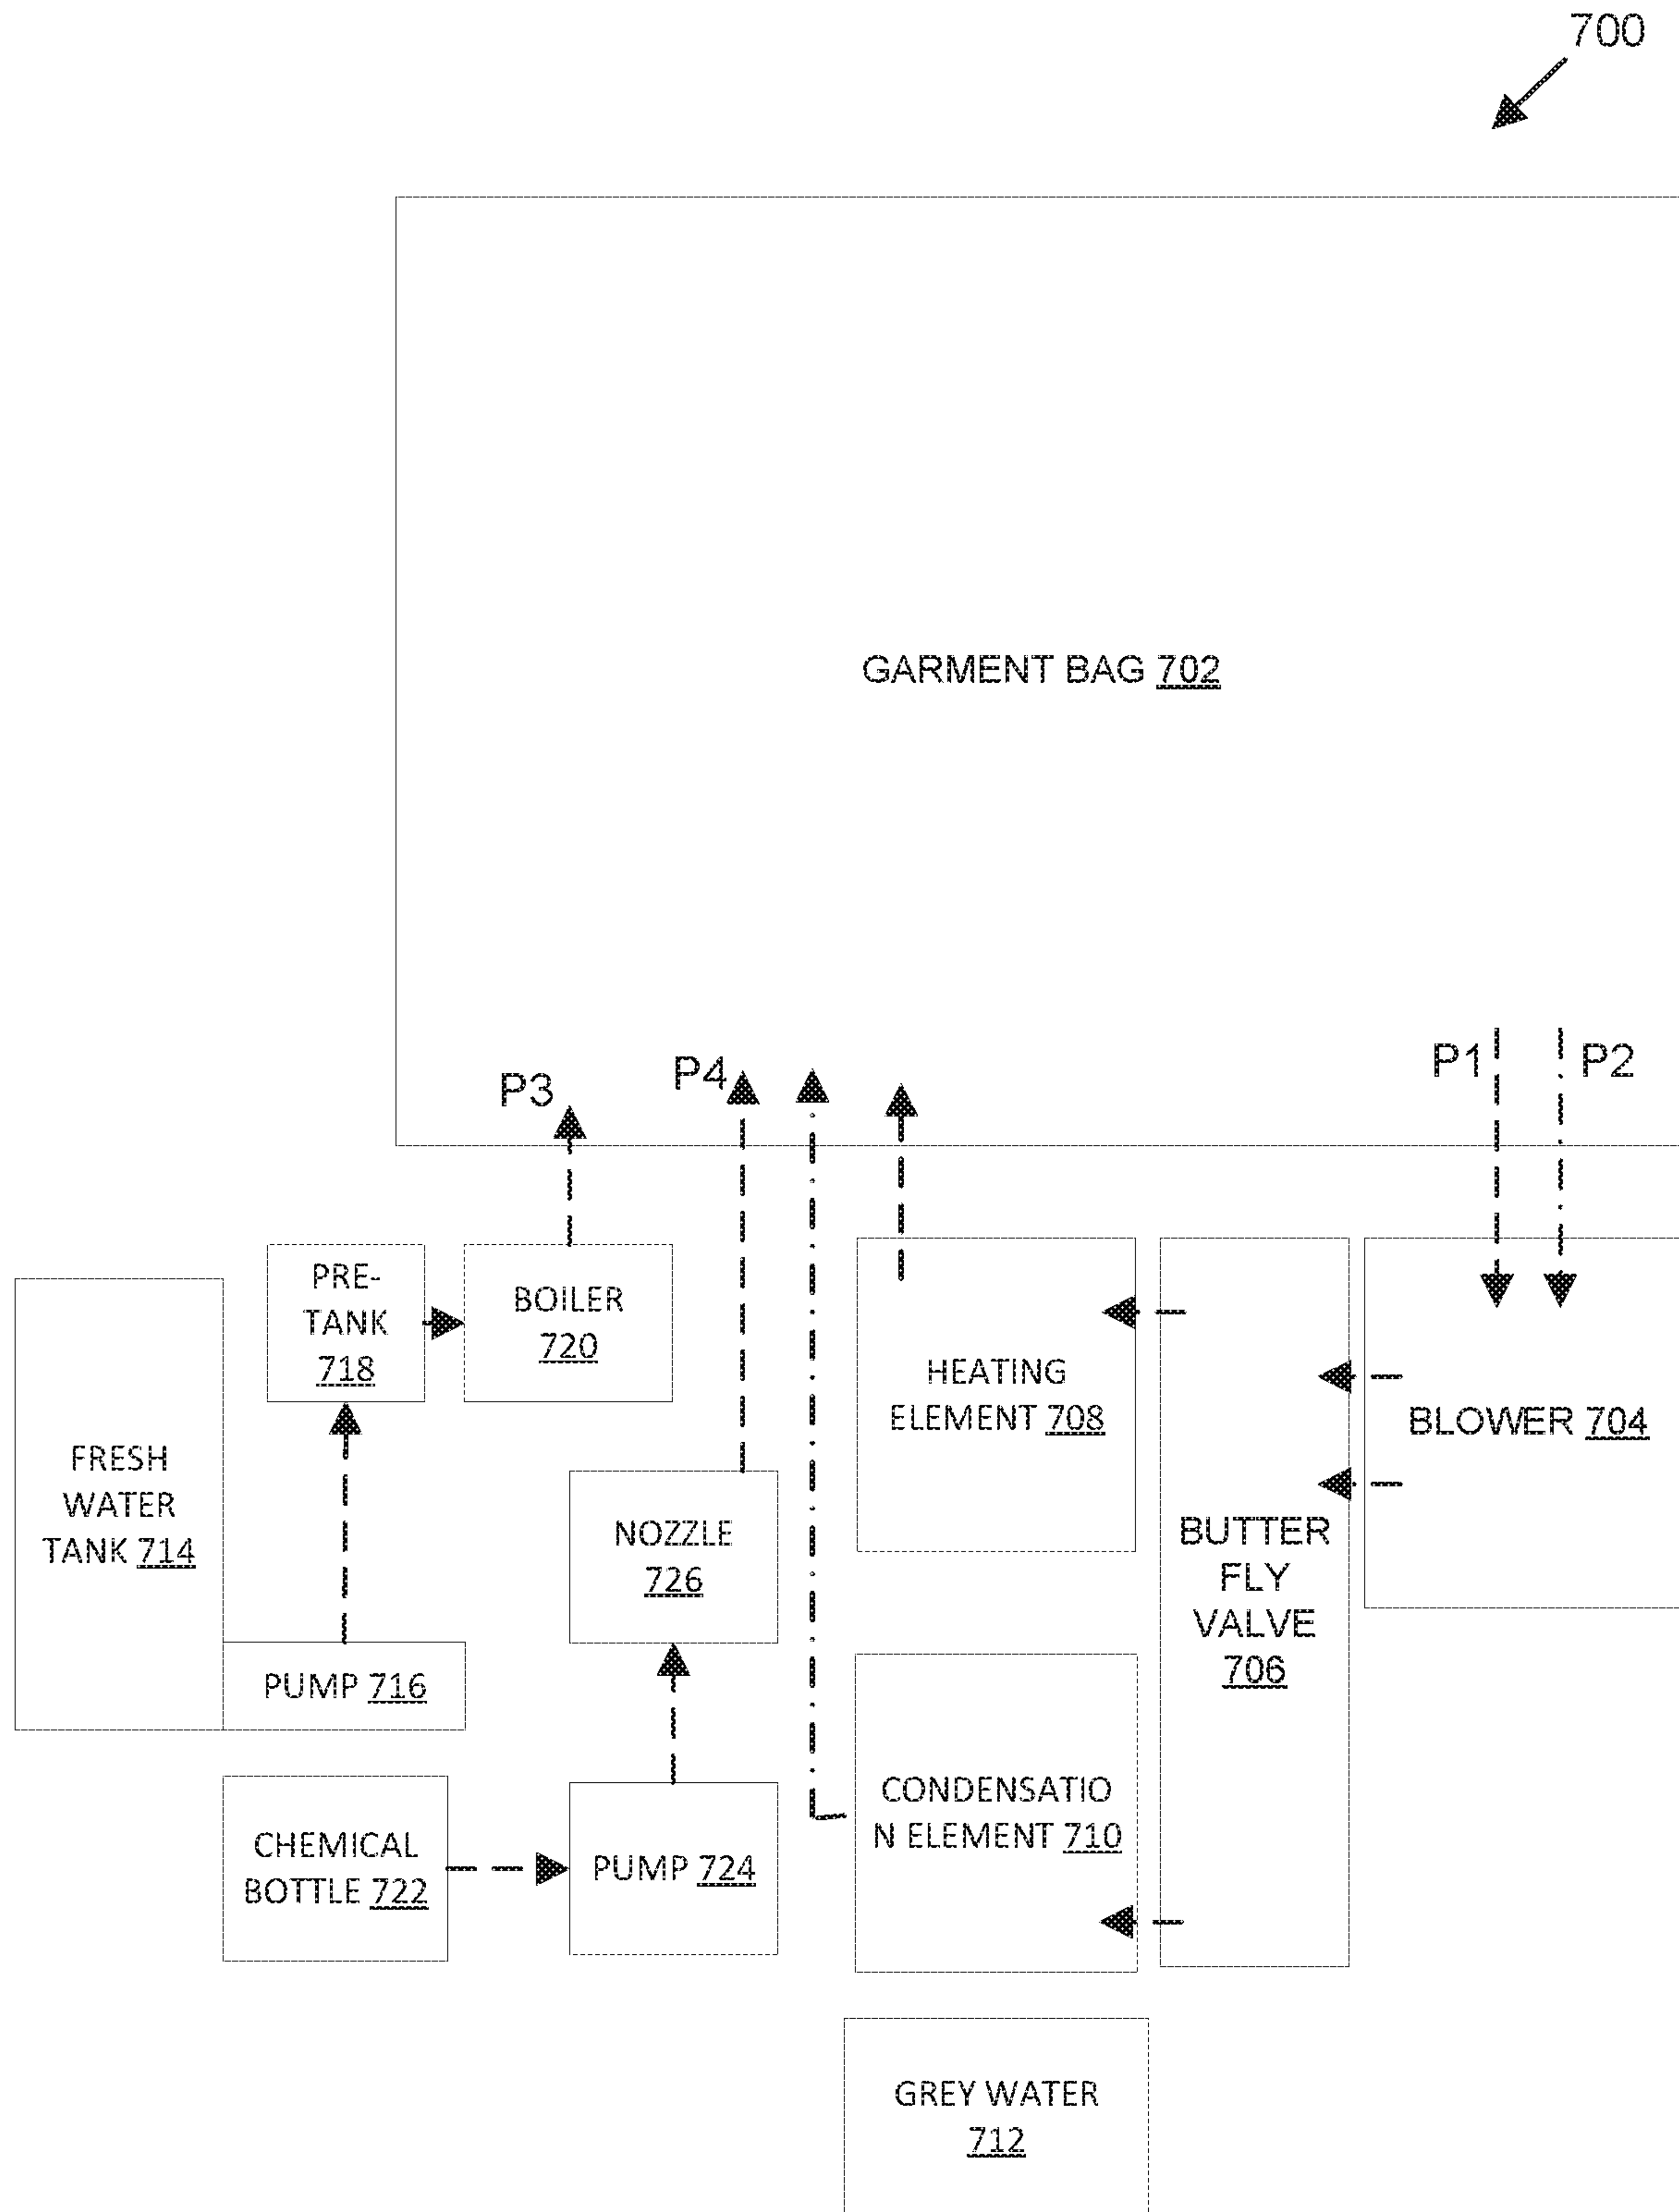 700
GARMENT BAG 702
P1
P2
P3
P4
PRE-
TANK
718
BOILER
720
FRESH
WATER
TANK 714
HEATING
ELEMENT 708
BLOWER 704
NOZZLE
726
BUTTER
FLY
VALVE
706
PUMP 716
CHEMICAL
BOTTLE 722
PUMP 724
CONDENSATIO
N ELEMENT 710
GREY WATER
712